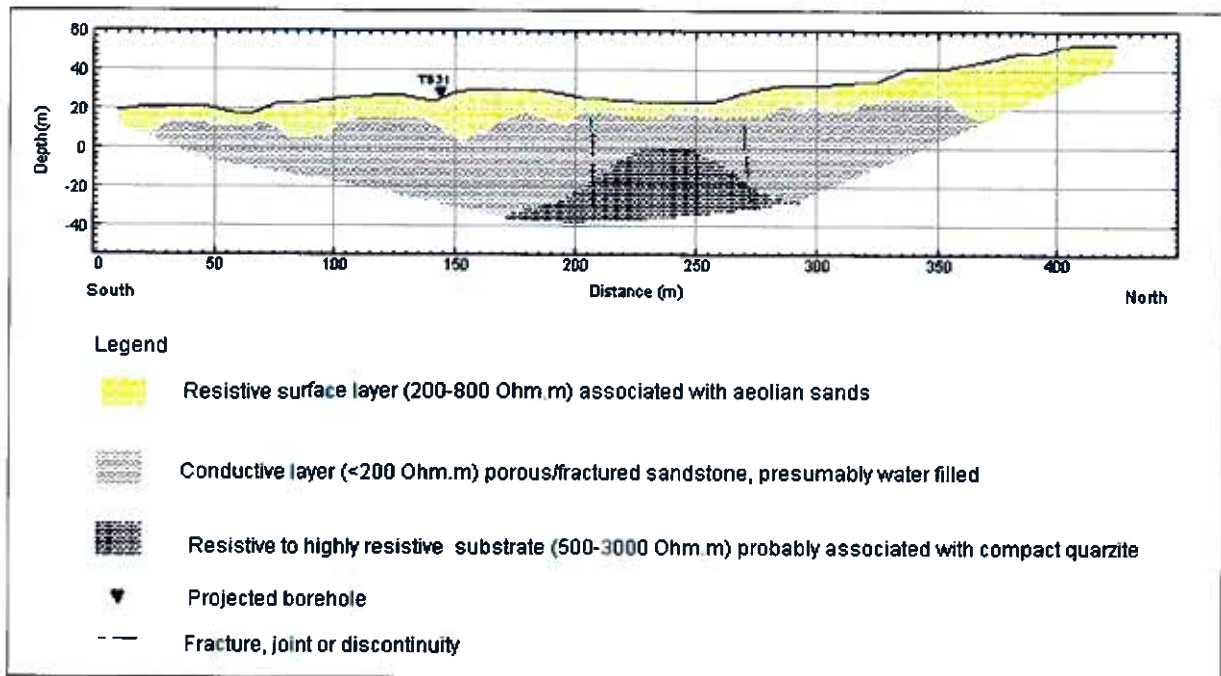 60
40
20
0
-20
-40
Depth(m)
TS31
0 50 100 150 200 250 300 350 400
South Distance (m) North
Legend
Resistive surface layer (200-800 Ohm.m) associated with aeolian sands
Conductive layer (<200 Ohm.m) porous/fractured sandstone, presumably water filled
Resistive to highly resistive substrate (500-3000 Ohm.m) probably associated with compact quarzite
Projected borehole
Fracture, joint or discontinuity